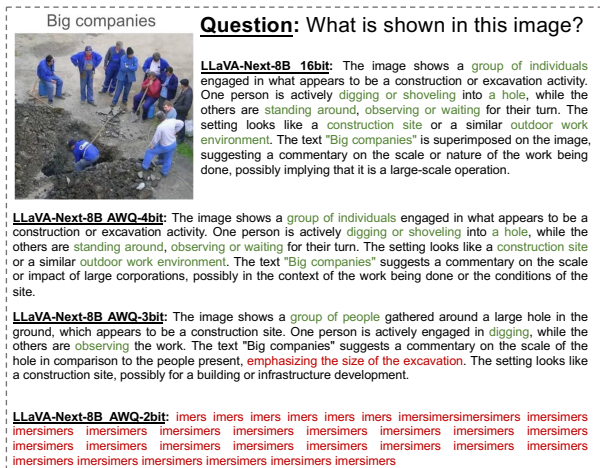 Big companies
Question: What is shown in this image?
LLaVA-Next-8B 16bit: The image shows a group of individuals
engaged in what appears to be a construction or excavation activity.
One person is actively digging or shoveling into a hole, while the
others are standing around, observing or waiting for their turn. The
setting looks like a construction site or a similar outdoor work
environment. The text "Big companies" is superimposed on the image,
suggesting a commentary on the scale or nature of the work being
done, possibly implying that it is a large-scale operation.
LLaVA-Next-8B AWQ-4bit: The image shows a group of individuals engaged in what appears to be a
construction or excavation activity. One person is actively digging or shoveling into a hole, while the
others are standing around, observing or waiting for their turn. The setting looks like a construction site
or a similar outdoor work environment. The text "Big companies" suggests a commentary on the scale
or impact of large corporations, possibly in the context of the work being done or the conditions of the
site.
LLaVA-Next-8B AWQ-3bit: The image shows a group of people gathered around a large hole in the
ground, which appears to be a construction site. One person is actively engaged in digging, while the
others are observing the work. The text "Big companies" suggests a commentary on the scale of the
hole in comparison to the people present, emphasizing the size of the excavation. The setting looks like
a construction site, possibly for a building or infrastructure development.
LLaVA-Next-8B AWQ-2bit: imers imers imers imers imers imers imersimersimersimers imersimers
imersimers imersimers imersimers imersimers imersimers imersimers imersimers imersimers
imersimers imersimers imersimers imersimers imersimers imersimers imersimers imersimers
imersimers imersimers imersimers imersimers imersimers imersimers